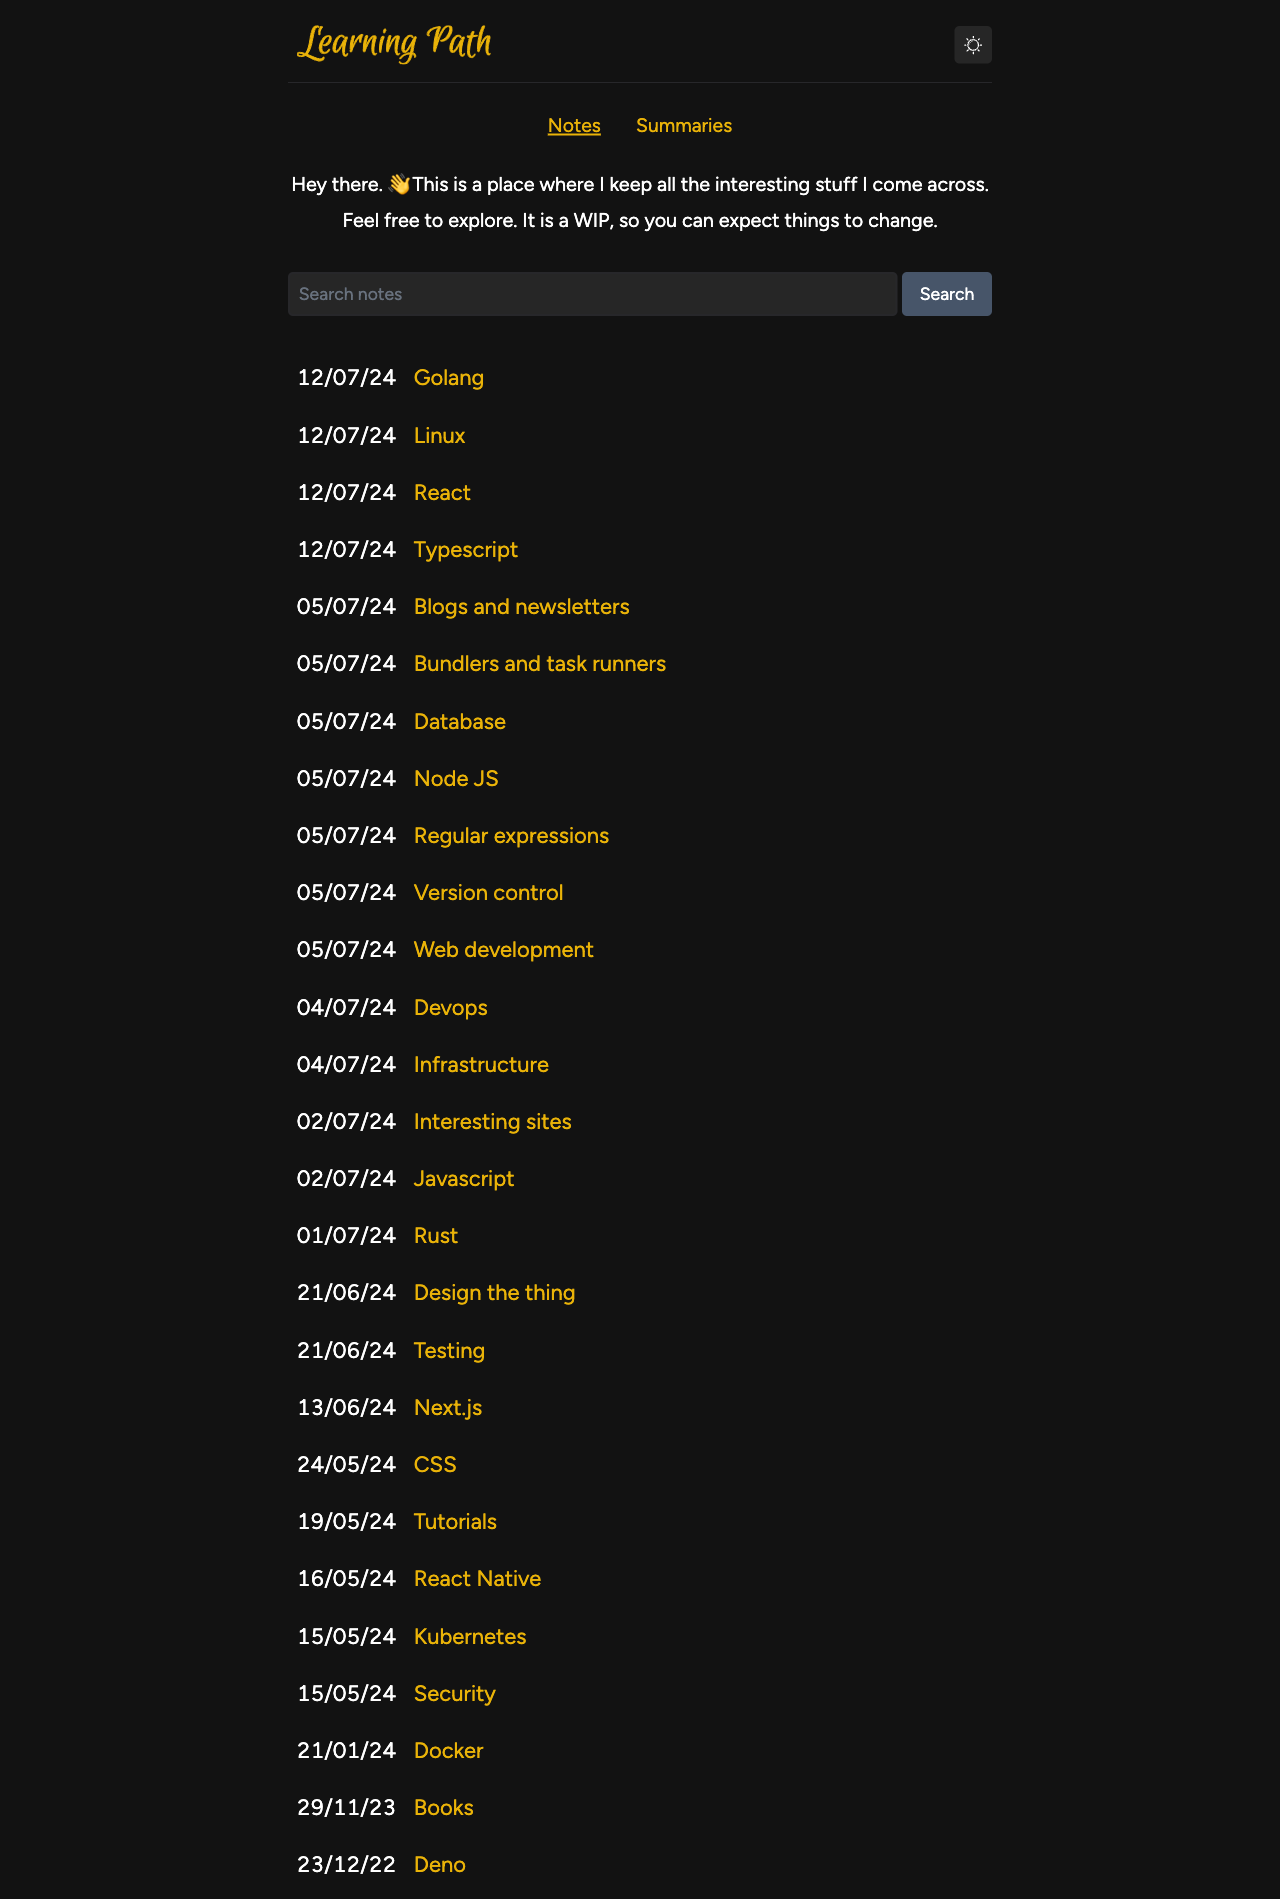 Learning Path
Notes Summaries
Hey there. 👋This is a place where I keep all the interesting stuff I come across.
Feel free to explore. It is a WIP, so you can expect things to change.
Search notes Search
12/07/24 Golang
12/07/24 Linux
12/07/24 React
12/07/24 Typescript
05/07/24 Blogs and newsletters
05/07/24 Bundlers and task runners
05/07/24 Database
05/07/24 Node JS
05/07/24 Regular expressions
05/07/24 Version control
05/07/24 Web development
04/07/24 Devops
04/07/24 Infrastructure
02/07/24 Interesting sites
02/07/24 Javascript
01/07/24 Rust
21/06/24 Design the thing
21/06/24 Testing
13/06/24 Next.js
24/05/24 CSS
19/05/24 Tutorials
16/05/24 React Native
15/05/24 Kubernetes
15/05/24 Security
21/01/24 Docker
29/11/23 Books
23/12/22 Deno